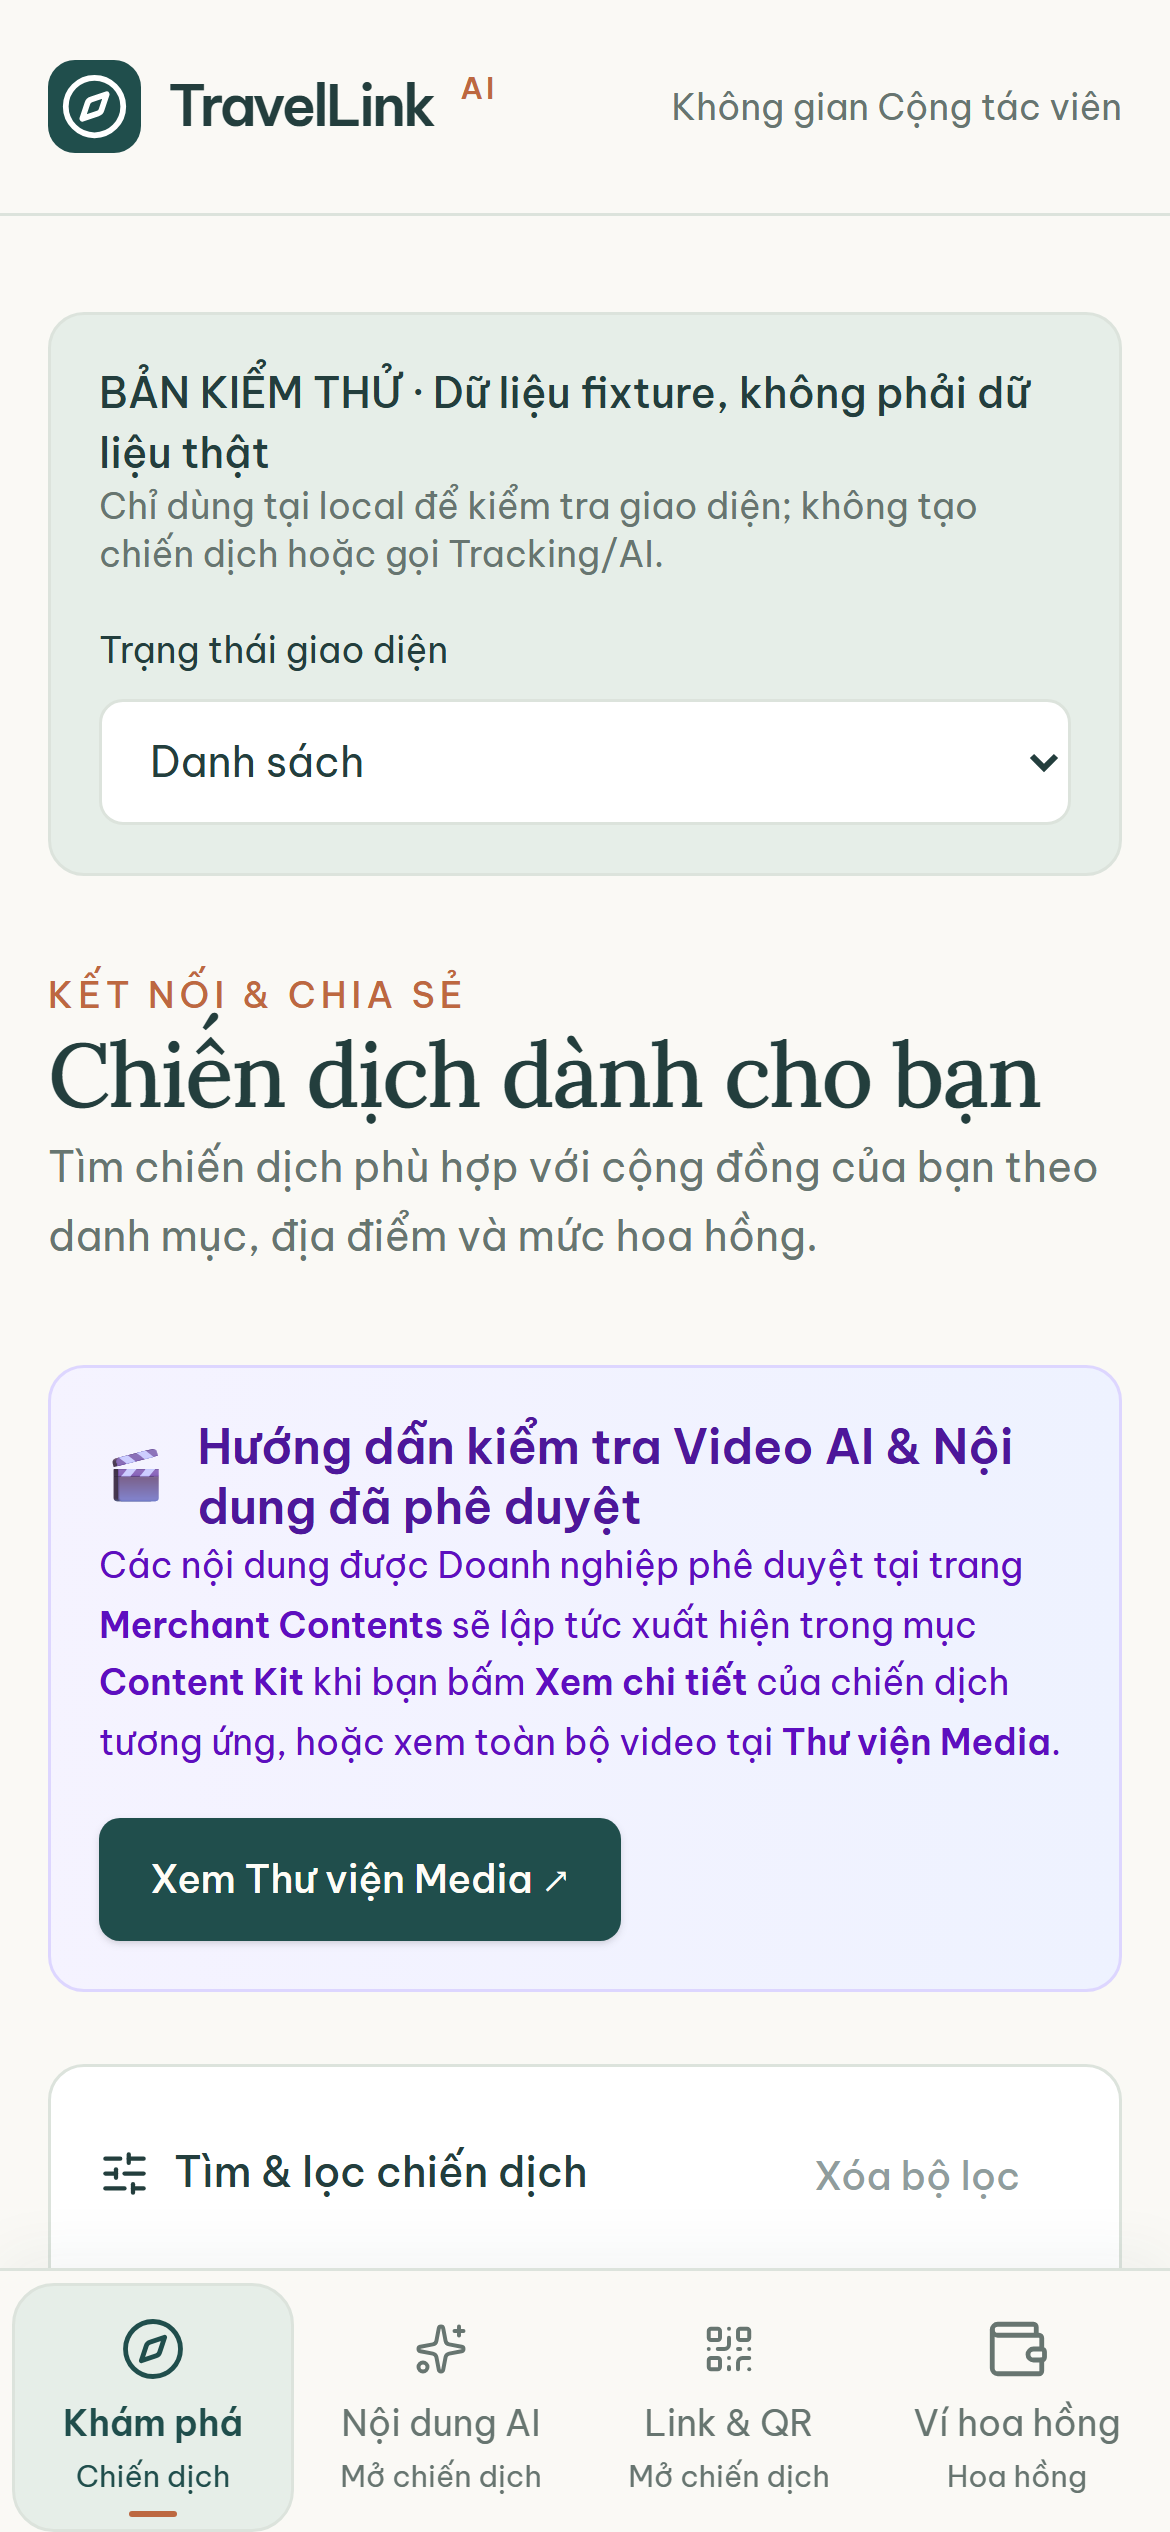 TravelLink AI
Không gian Cộng tác viên
BẢN KIỂM THỬ · Dữ liệu fixture, không phải dữ
liệu thật
Chỉ dùng tại local để kiểm tra giao diện; không tạo
chiến dịch hoặc gọi Tracking/AI.
Trạng thái giao diện
Danh sách
KẾT NỐI & CHIA SẺ
Chiến dịch dành cho bạn
Tìm chiến dịch phù hợp với cộng đồng của bạn theo
danh mục, địa điểm và mức hoa hồng.
Hướng dẫn kiểm tra Video AI & Nội
dung đã phê duyệt
Các nội dung được Doanh nghiệp phê duyệt tại trang
Merchant Contents sẽ lập tức xuất hiện trong mục
Content Kit khi bạn bấm Xem chi tiết của chiến dịch
tương ứng, hoặc xem toàn bộ video tại Thư viện Media.
Xem Thư viện Media ↗
Tìm & lọc chiến dịch
Xóa bộ lọc
Khám phá
Chiến dịch
Nội dung AI
Mở chiến dịch
Link & QR
Mở chiến dịch
Ví hoa hồng
Hoa hồng